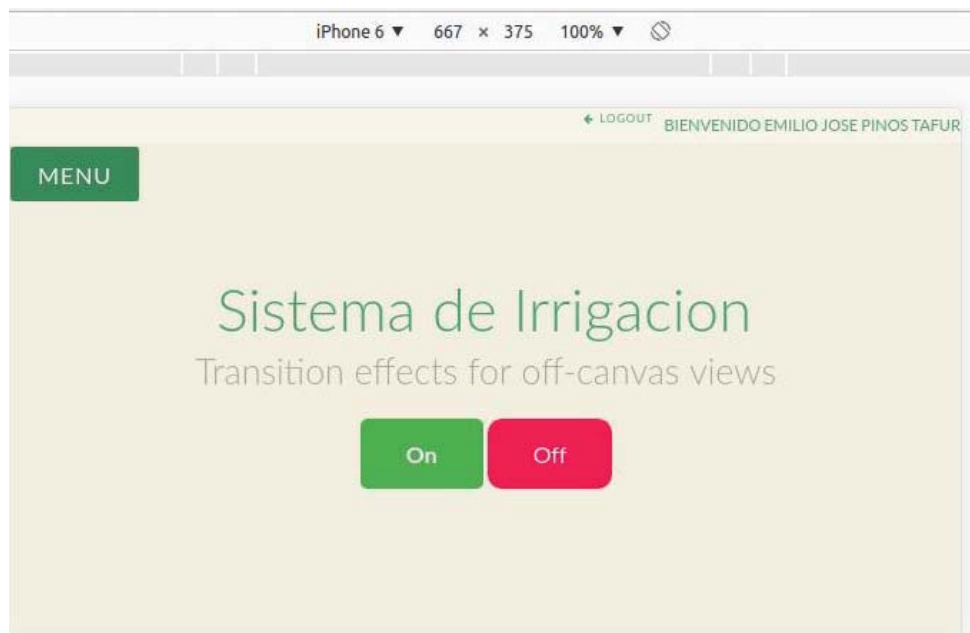 iPhone 6 ▼ 667 × 375 100% ▼
← LOGOUT BIENVENIDO EMILIO JOSE PINOS TAFUR
MENU
Sistema de Irrigacion
Transition effects for off-canvas views
On Off